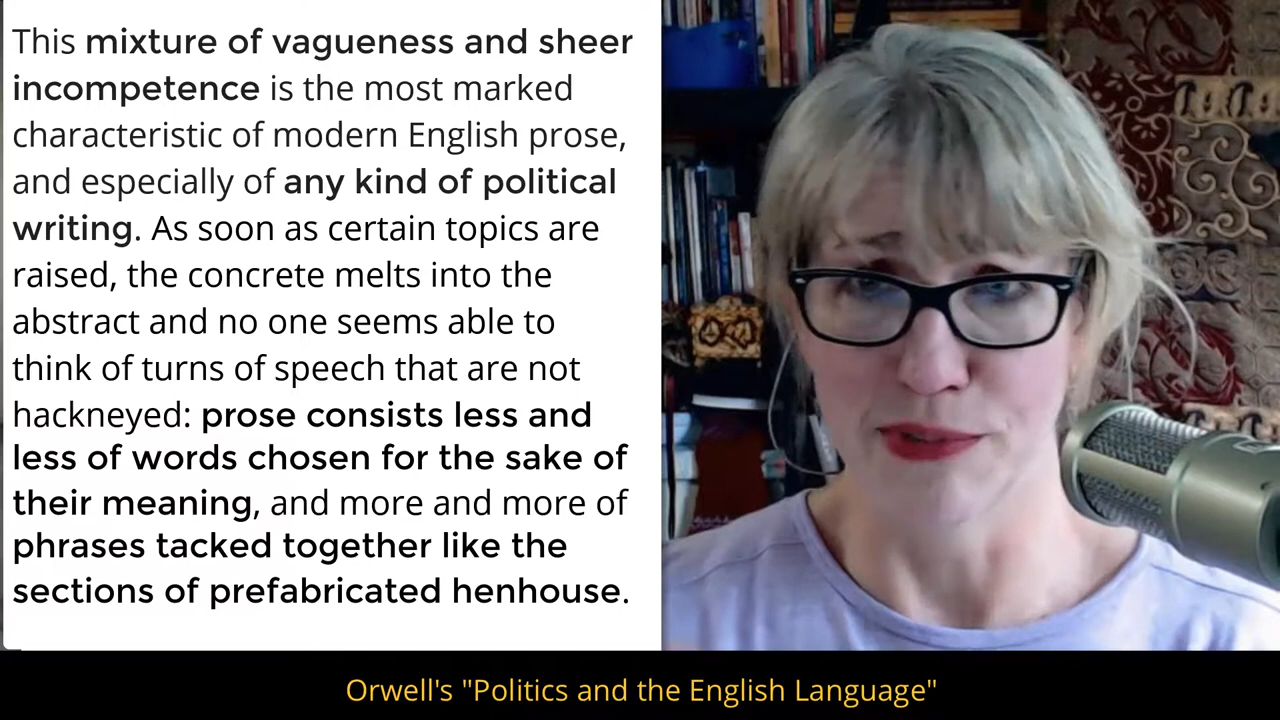 This mixture of vagueness and sheer
incompetence is the most marked
characteristic of modern English prose,
and especially of any kind of political
writing. As soon as certain topics are
raised, the concrete melts into the
abstract and no one seems able to
think of turns of speech that are not
hackneyed: prose consists less and
less of words chosen for the sake of
their meaning, and more and more of
phrases tacked together like the
sections of prefabricated henhouse.
Orwell's "Politics and the English Language"